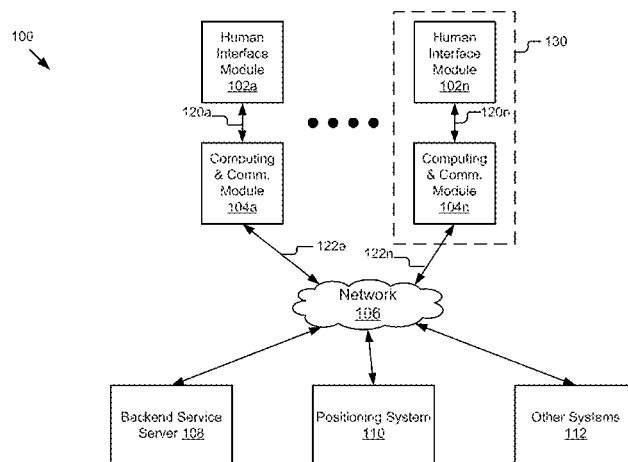 100
Human
Interface
Module
102a
Human
Interface
Module
102n
130
120a
120n
Computing
& Comm.
Module
104a
Computing
& Comm.
Module
104n
122a
122n
Network
106
Backend Service
Server 108
Positioning System
110
Other Systems
112